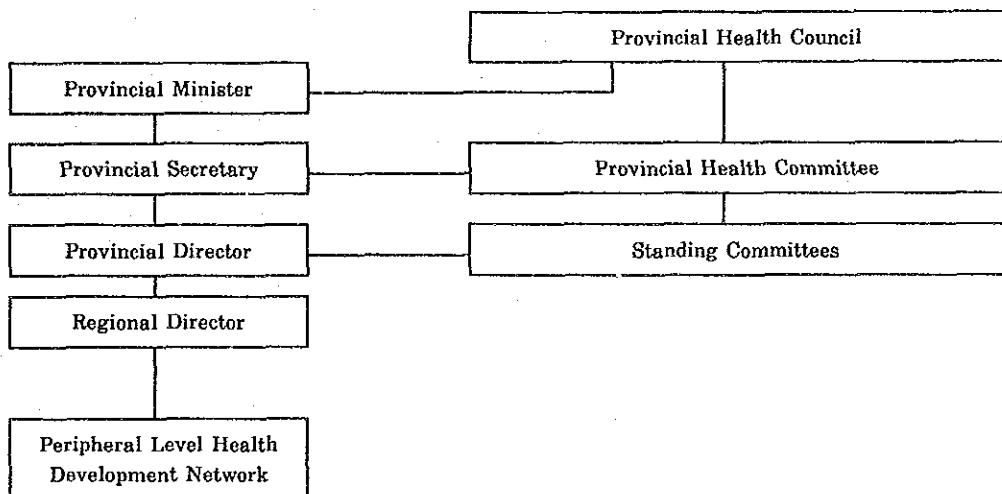 Provincial Health Council
Provincial Minister
Provincial Secretary
Provincial Health Committee
Provincial Director
Standing Committees
Regional Director
Peripheral Level Health
Development Network